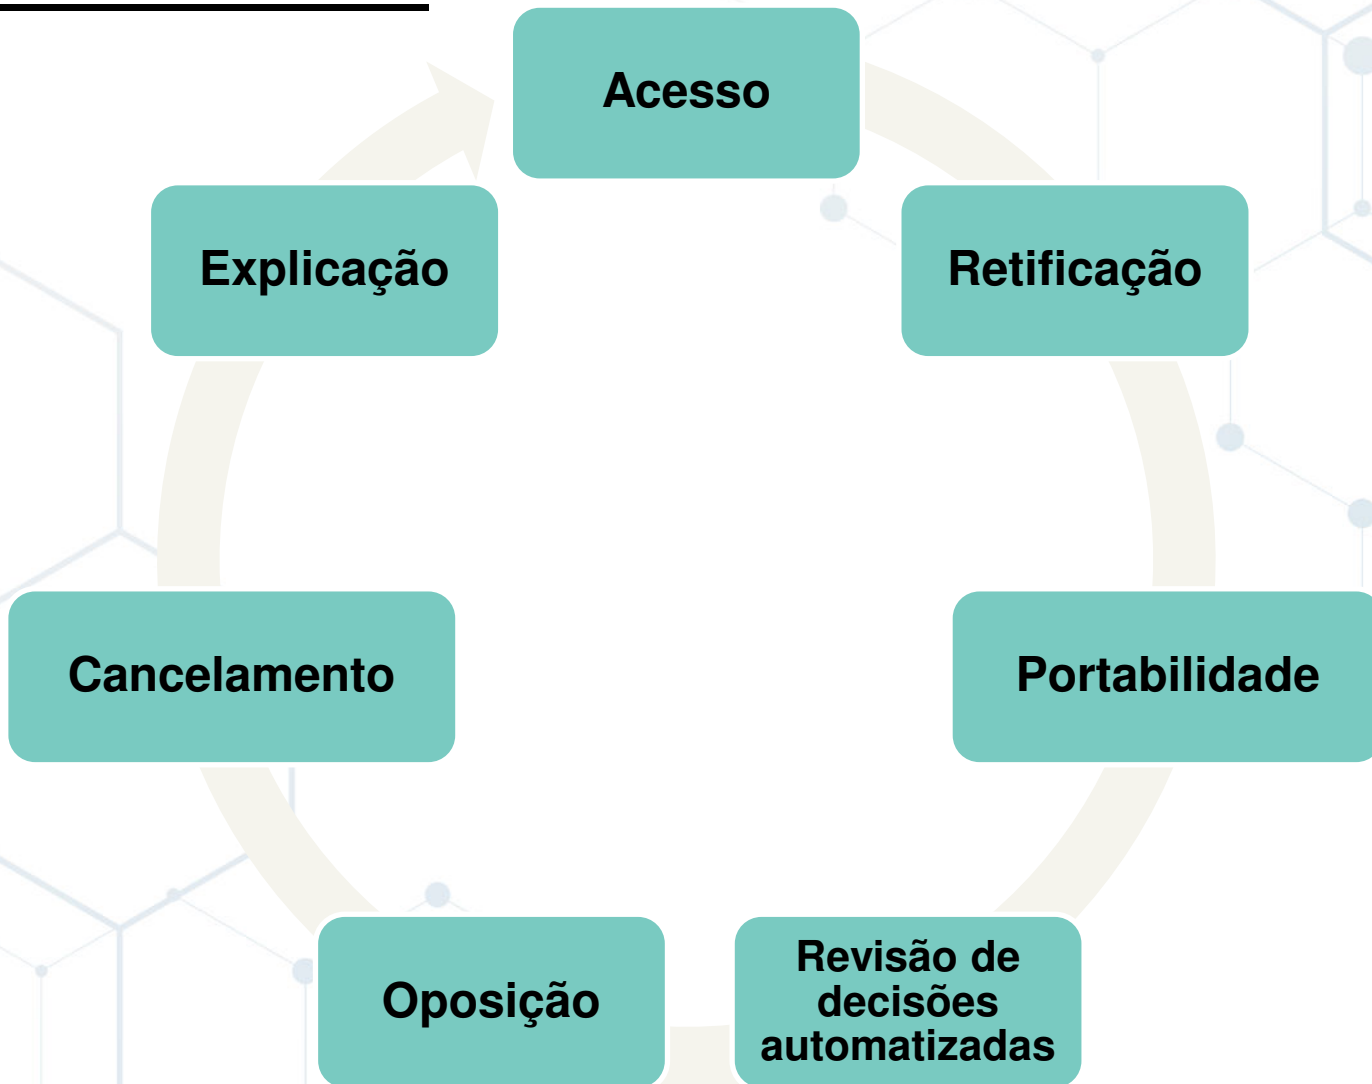 Acesso
Retificação
Portabilidade
Revisão de
decisões
automatizadas
Oposição
Cancelamento
Explicação